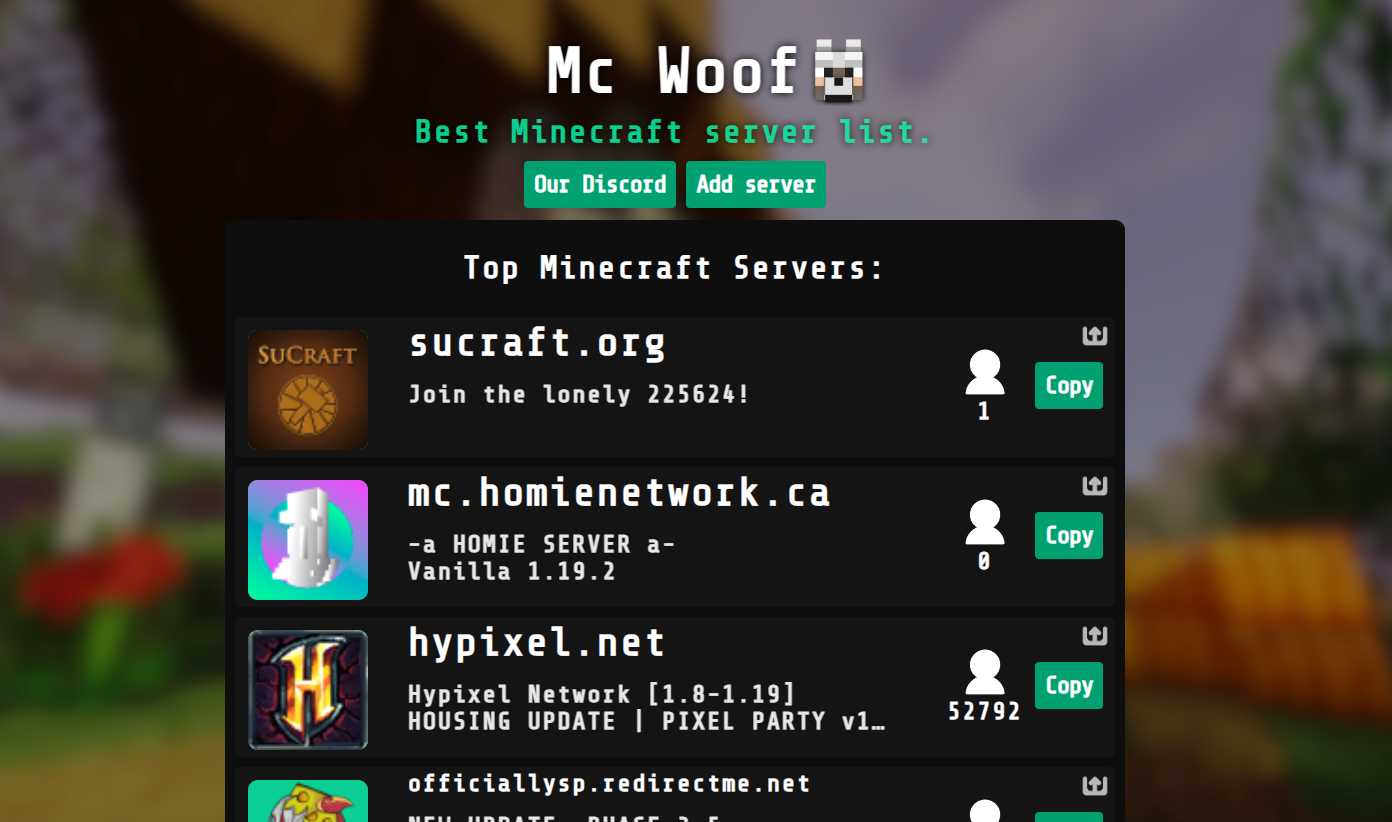 Mc Woof
Best Minecraft server list.
Our Discord Add server
Top Minecraft Servers:
SUCRAFT
sucraft.org
Join the lonely 225624!
1
Copy
mc.homienetwork.ca
-a HOMIE SERVER a-
Vanilla 1.19.2
0
Copy
H
hypixel.net
Hypixel Network [1.8-1.19]
HOUSING UPDATE | PIXEL PARTY v1…
52792
Copy
officiallysp.redirectme.net